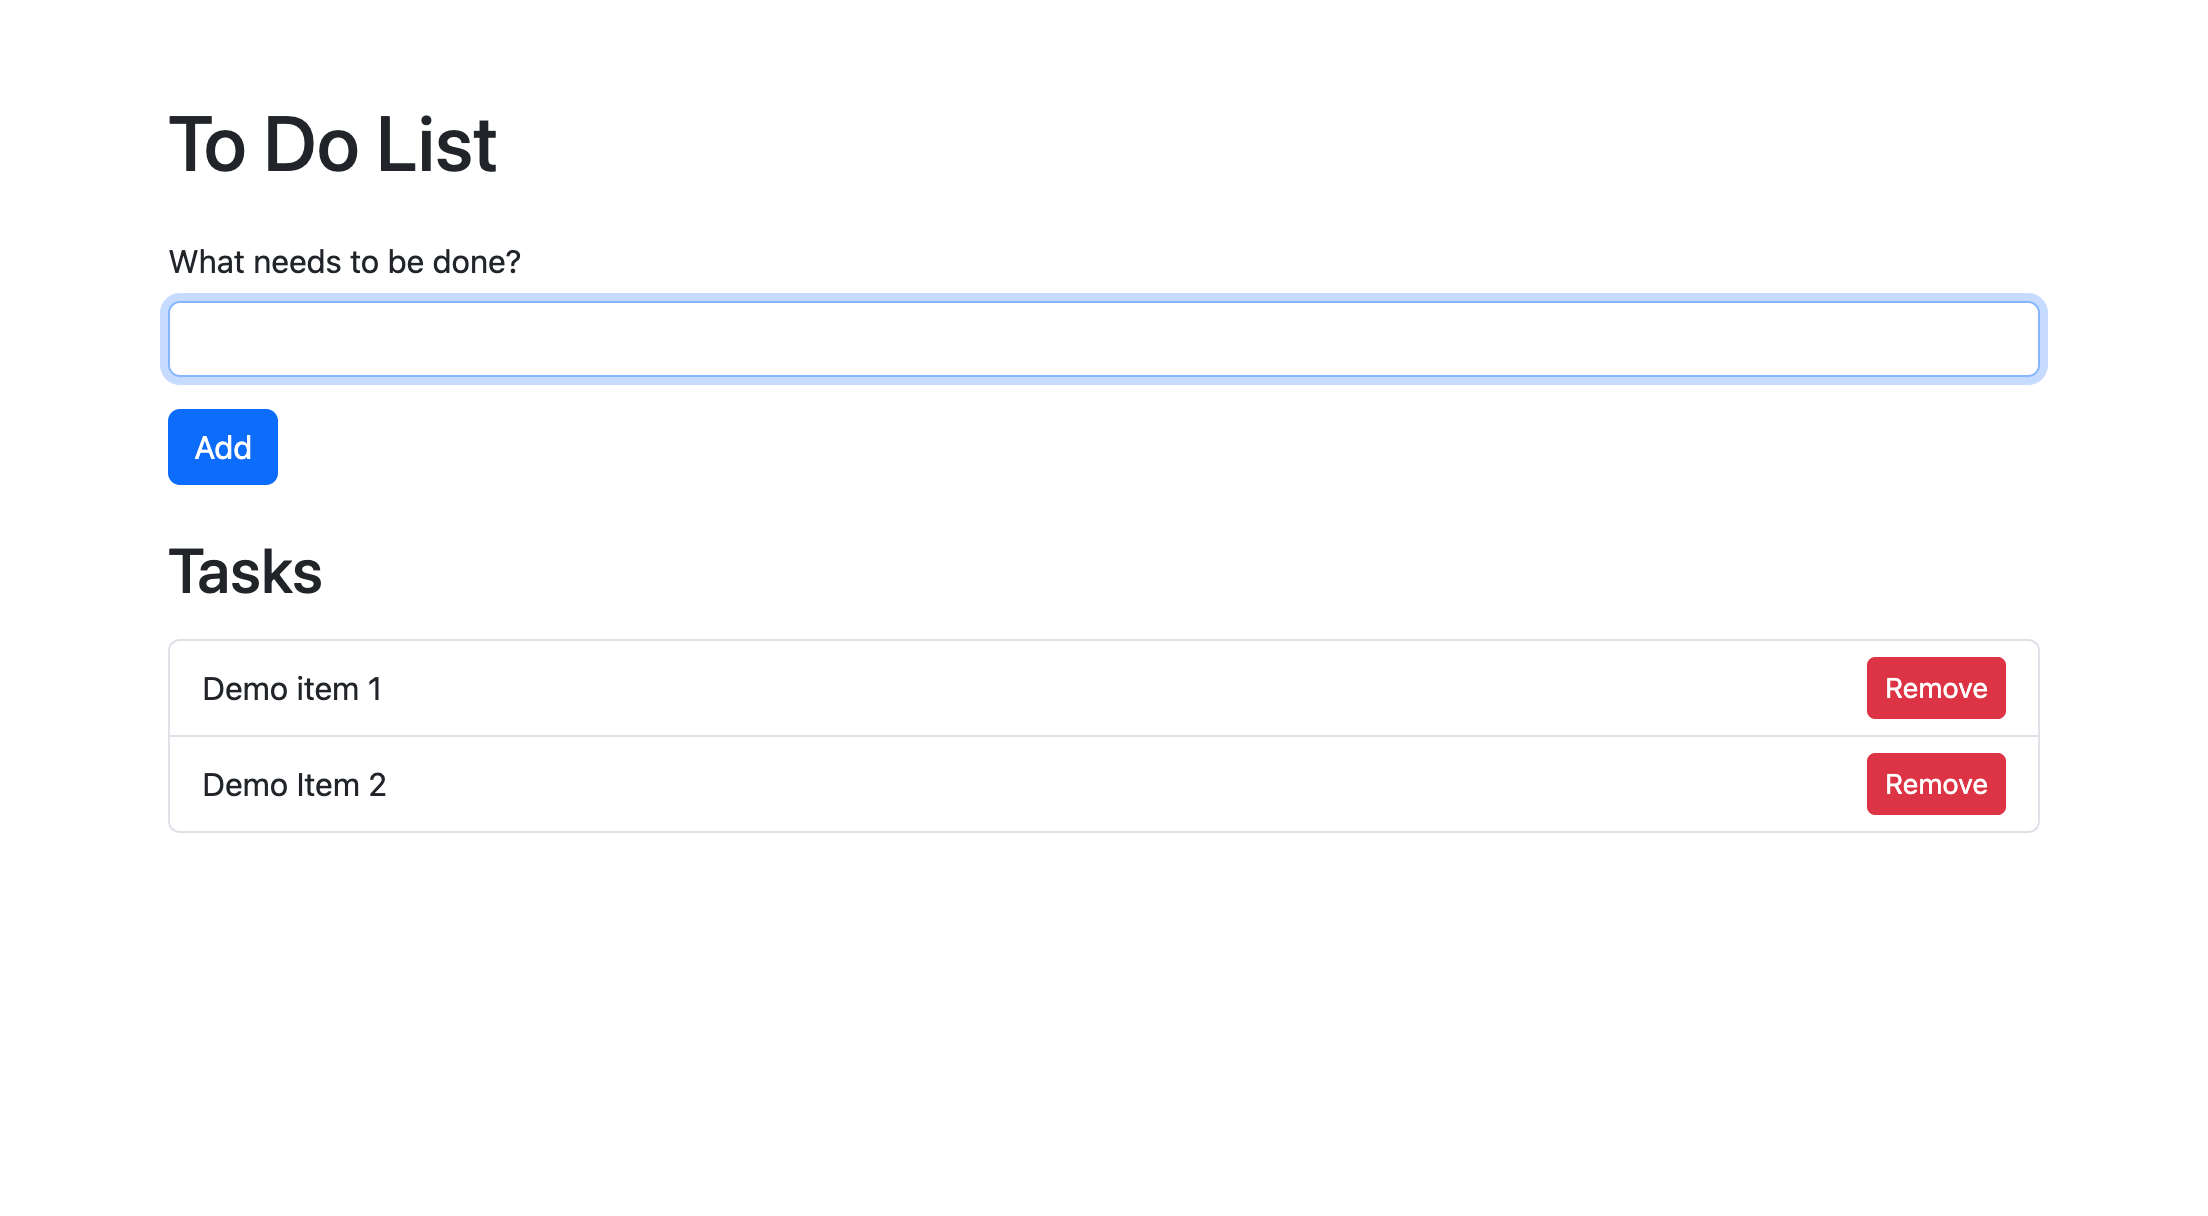 To Do List
What needs to be done?
Add
Tasks
Demo item 1 Remove
Demo Item 2 Remove